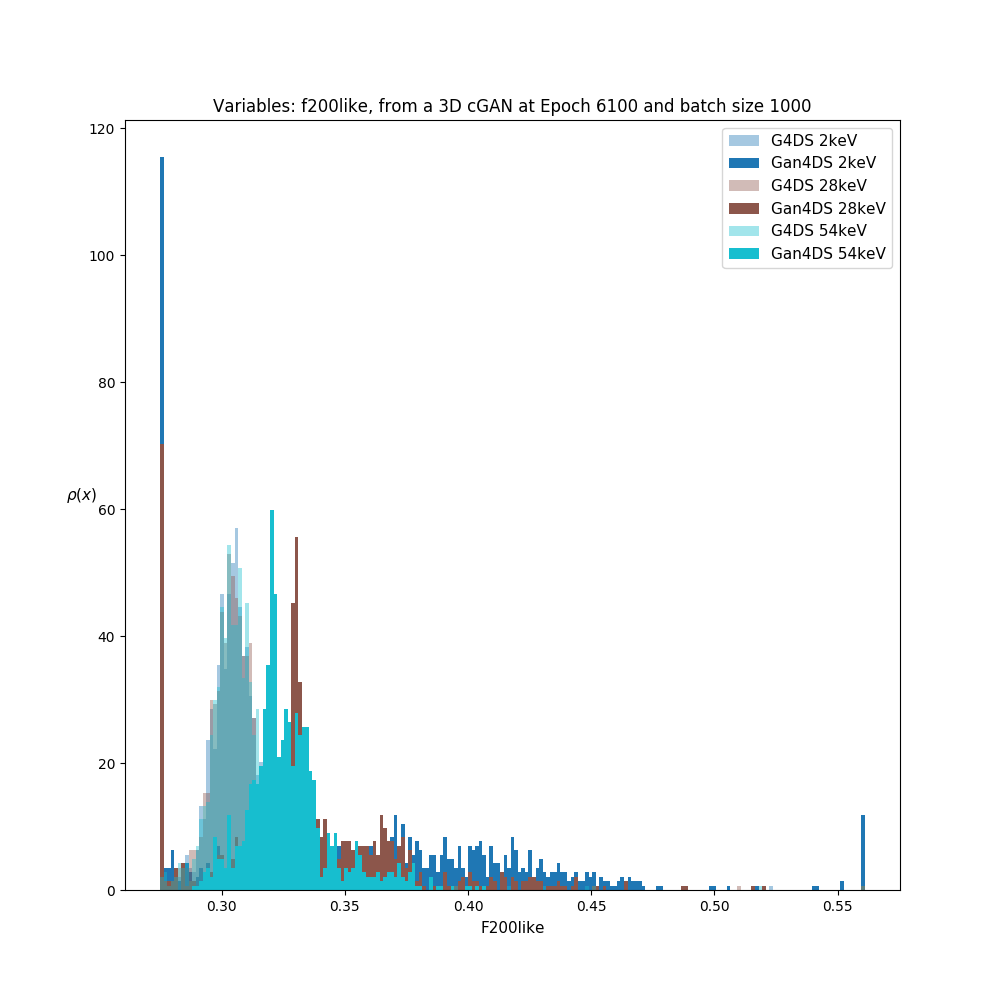 Variables: f200like, from a 3D cGAN at Epoch 6100 and batch size 1000
G4DS 2keV
Gan4DS 2keV
G4DS 28keV
Gan4DS 28keV
G4DS 54keV
Gan4DS 54keV
120
100
80
60
40
20
0
ρ(x)
0.30 0.35 0.40 0.45 0.50 0.55
F200like